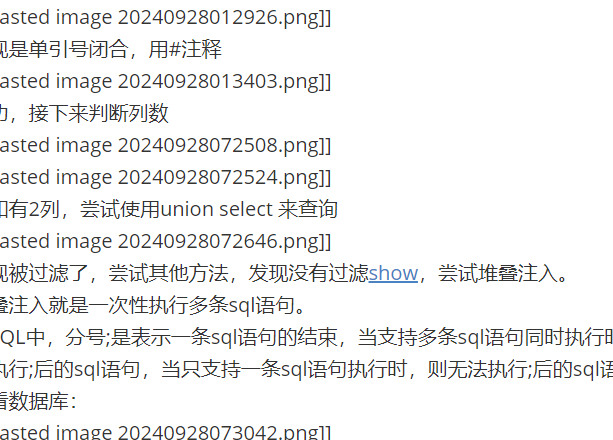 asted image 20240928012926.png]]
现是单引号闭合，用#注释
asted image 20240928013403.png]]
功，接下来判断列数
asted image 20240928072508.png]]
asted image 20240928072524.png]]
有2列，尝试使用union select 来查询
asted image 20240928072646.png]]
现被过滤了，尝试其他方法，发现没有过滤show，尝试堆叠注入。
叠注入就是一次性执行多条sql语句。
QL中，分号;是表示一条sql语句的结束，当支持多条sql语句同时执行时
执行;后的sql语句，当只支持一条sql语句执行时，则无法执行;后的sql语
看数据库：
asted image 20240928073042.png]]